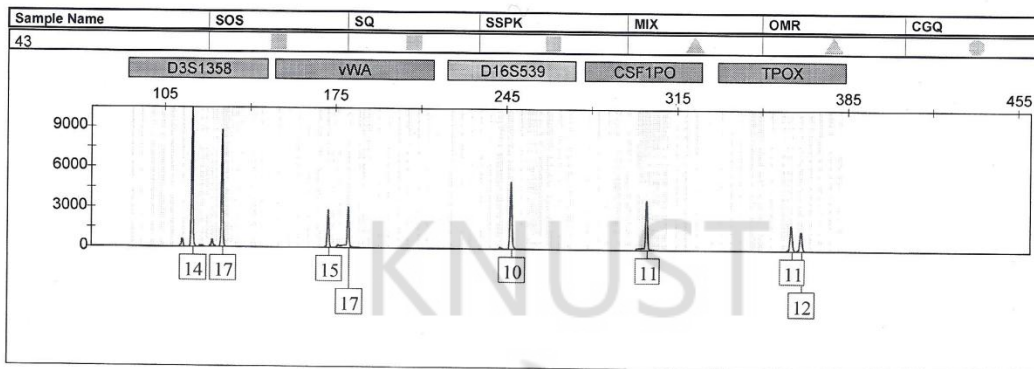 Sample Name SOS SQ SSPK MIX OMR CGQ
43
D3S1358 vWA D16S539 CSF1PO TPOX
105 175 245 315 385 455
9000
6000
3000
0
14 17 15 10 11 11
17 12
KNUST